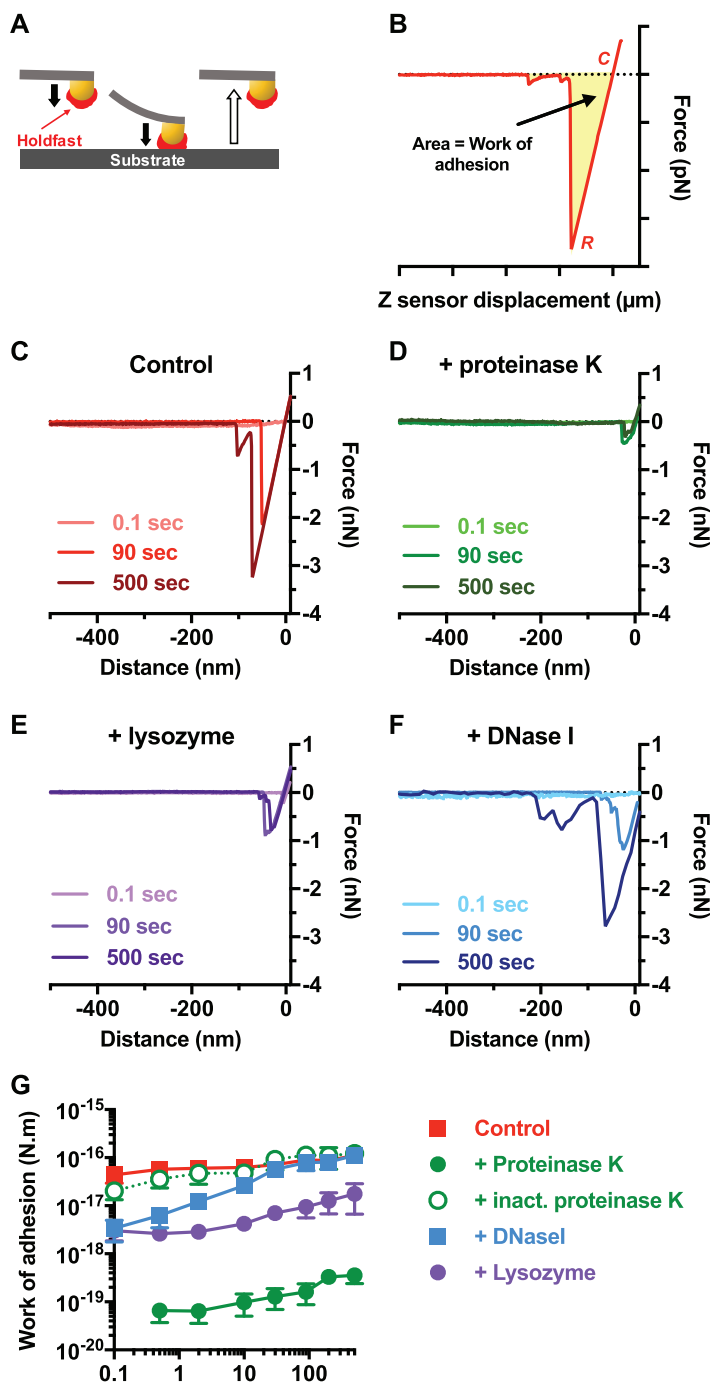 A
Holdfast
Substrate
B
C
Area = Work of
adhesion
R
Force (pN)
Z sensor displacement (µm)
C
Control
1
0
-1
-2
-3
-4
Force (nN)
0.1 sec
90 sec
500 sec
-400
-200
0
Distance (nm)
D
+ proteinase K
1
0
-1
-2
-3
-4
Force (nN)
0.1 sec
90 sec
500 sec
-400
-200
0
Distance (nm)
E
+ lysozyme
1
0
-1
-2
-3
-4
Force (nN)
0.1 sec
90 sec
500 sec
-400
-200
0
Distance (nm)
F
+ DNase I
1
0
-1
-2
-3
-4
Force (nN)
0.1 sec
90 sec
500 sec
-400
-200
0
Distance (nm)
G
Work of adhesion (N.m)
10-15
10-16
10-17
10-18
10-19
10-20
0.1
1
10
100
Control
+ Proteinase K
+ inact. proteinase K
+ DNaseI
+ Lysozyme